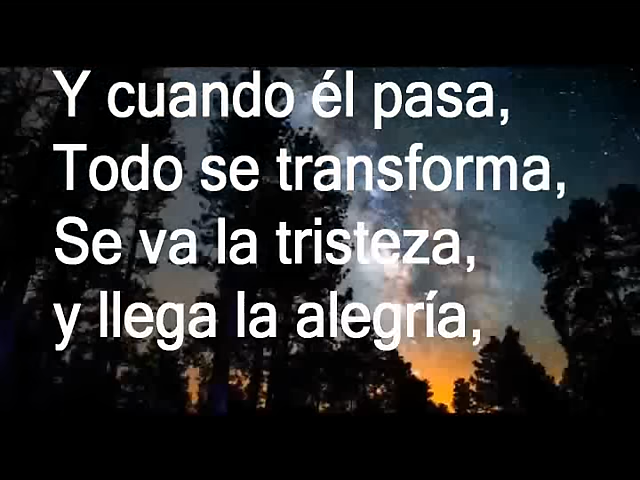 Y cuando él pasa,
Todo se transforma,
Se va la tristeza,
y llega la alegría,